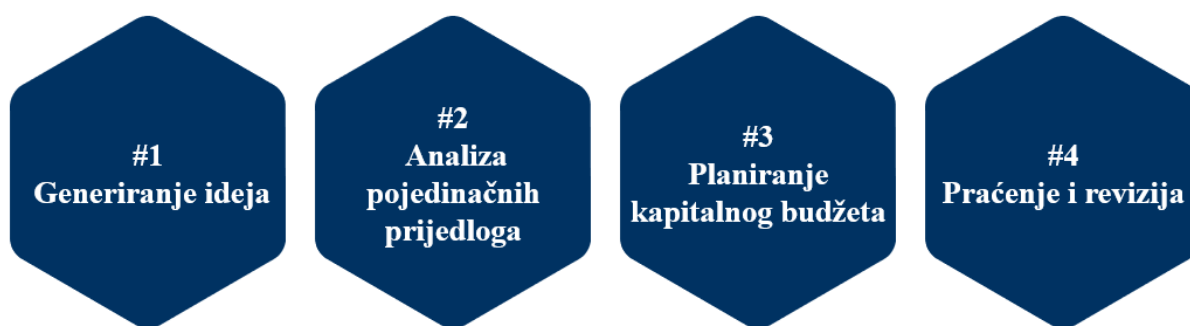 #1
Generiranje ideja
#2
Analiza
pojedinačnih
prijedloga
#3
Planiranje
kapitalnog budžeta
#4
Praćenje i revizija